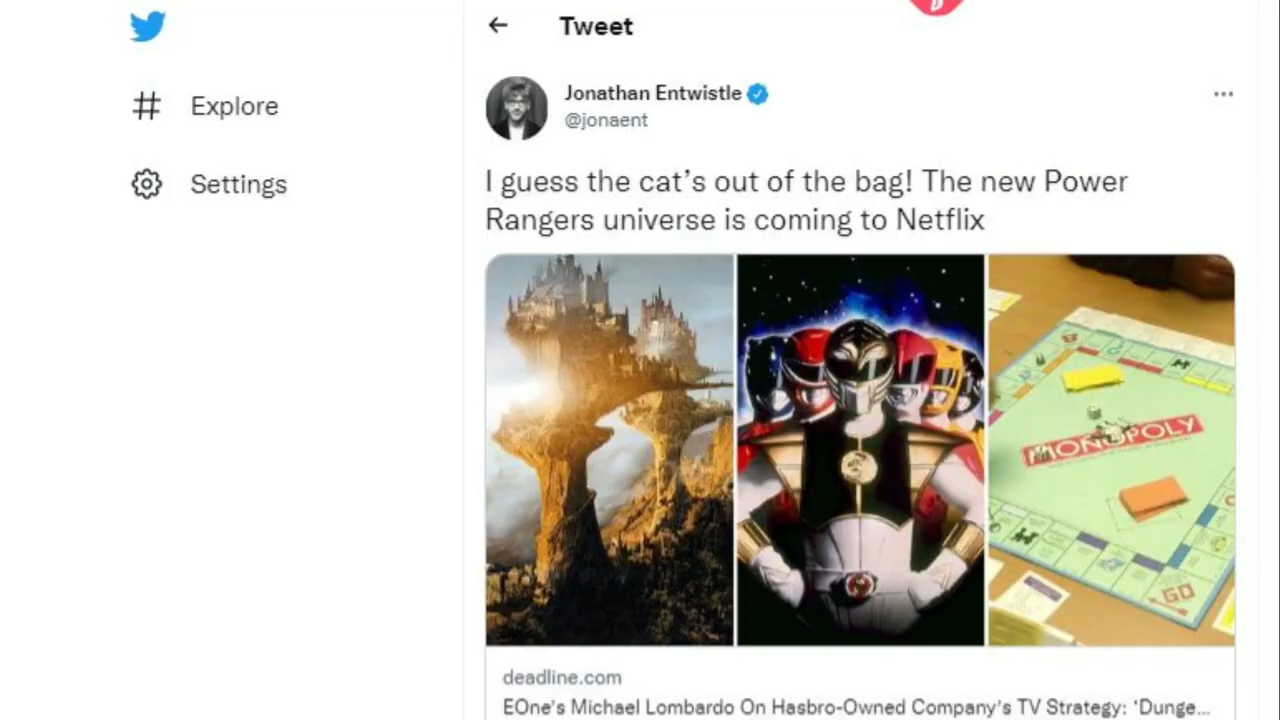 Tweet
Explore
Settings
Jonathan Entwistle
@jonaent
I guess the cat’s out of the bag! The new Power
Rangers universe is coming to Netflix
MONOPOLY
GO
deadline.com
EOne’s Michael Lombardo On Hasbro-Owned Company’s TV Strategy: ‘Dunge...